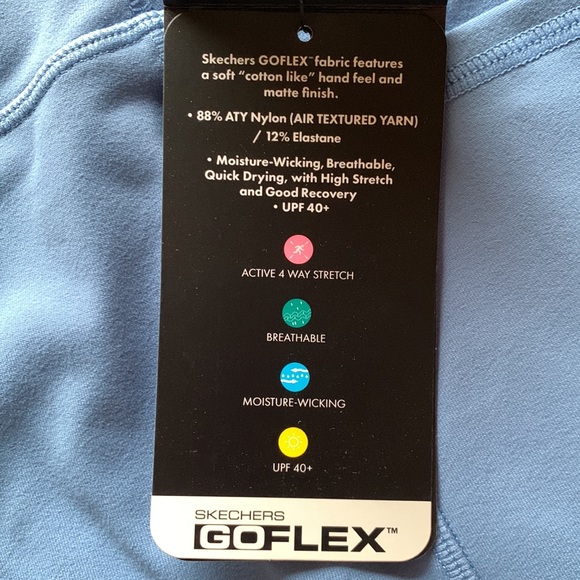 Skechers GOFLEX™ fabric features
a soft “cotton like” hand feel and
matte finish.
• 88% ATY Nylon (AIR TEXTURED YARN)
/ 12% Elastane
• Moisture-Wicking, Breathable,
Quick Drying, with High Stretch
and Good Recovery
• UPF 40+
ACTIVE 4 WAY STRETCH
BREATHABLE
MOISTURE-WICKING
UPF 40+
SKECHERS
GOFLEX™